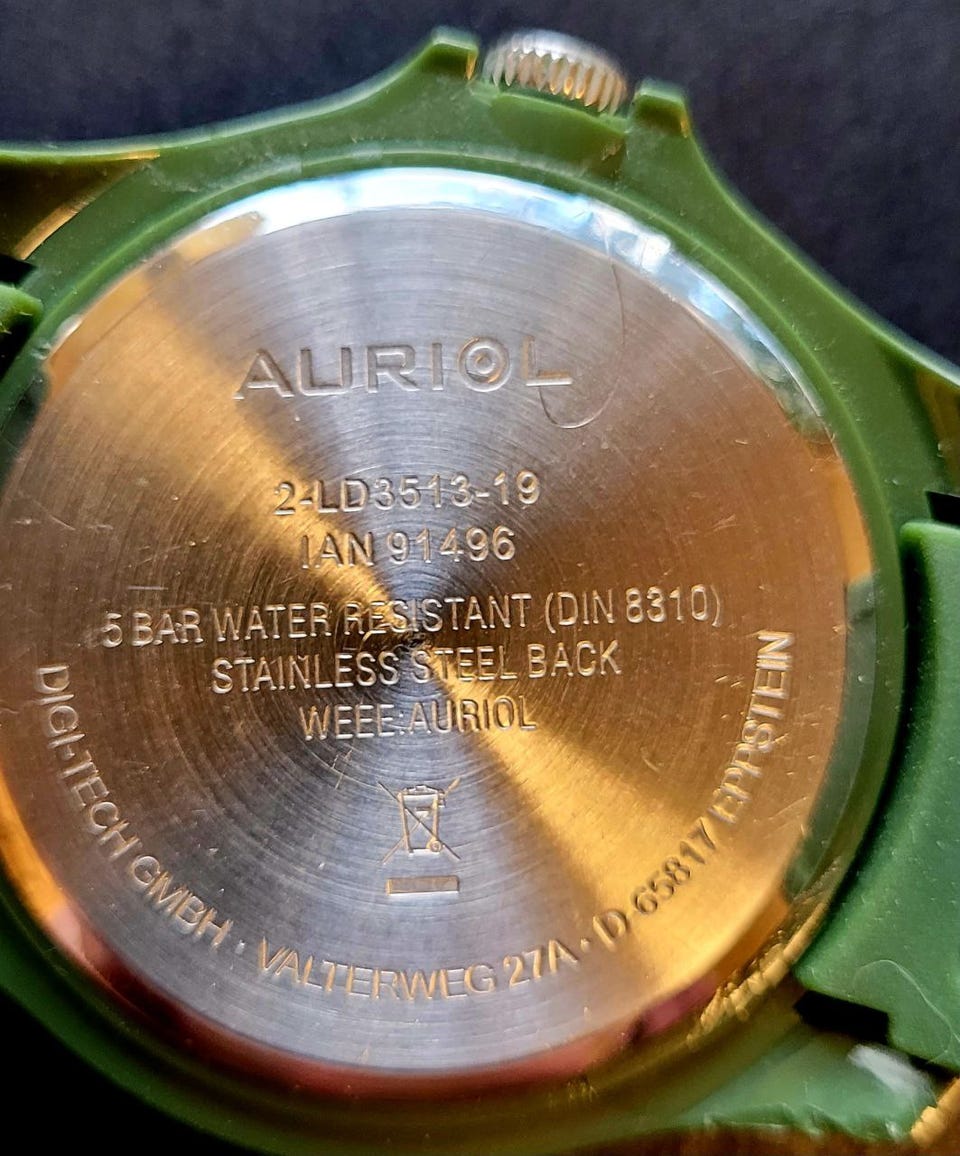 AURIOL
2-LD3513-19
IAN 91496
5 BAR WATER RESISTANT (DIN 8310)
STAINLESS STEEL BACK
WEEE: AURIOL
DIGI-TECH GMBH · VALTERWEG 27A · D-65817 EPPSTEIN